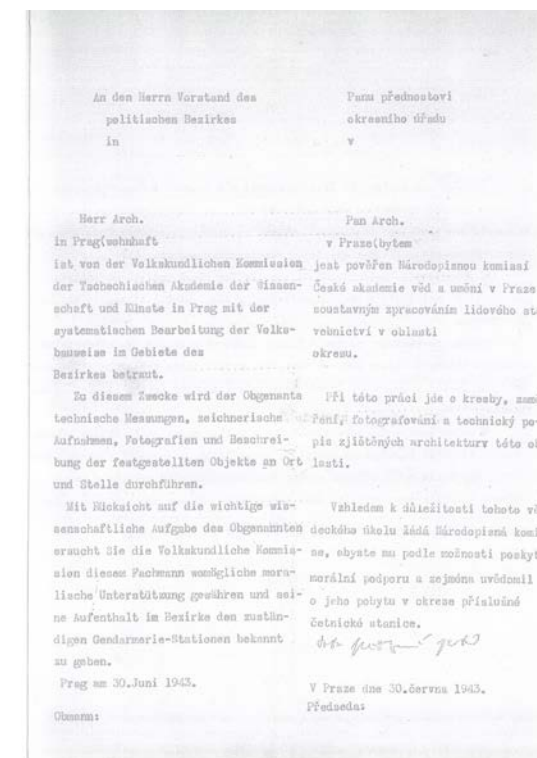 An den Herrn Vorstand des
politischen Bezirkes
in
Herr Arch.
in Prag(wohnhaft
ist von der Volkskundlichen Kommission
der Tschechischen Akademie der Wissen-
schaft und Künste in Prag mit der
systematischen Bearbeitung der Volks-
bauweise im Gebiete des
Bezirkes betraut.
Zu diesem Zwecke wird der Obgenannte
technische Messungen, zeichnerische
Aufnahmen, Fotografien und Beschrei-
bung der festgestellten Objekte an Ort
und Stelle durchführen.
Mit Rücksicht auf die wichtige wis-
senschaftliche Aufgabe des Obgenannten
ersucht Sie die Volkskundliche Kommis-
sion diesem Fachmann womögliche mora-
lische Unterstützung gewähren und sei-
ne Aufenthalt im Bezirke den zustän-
digen Gendarmerie-Stationen bekannt
zu geben.
Prag am 30.Juni 1943.
Obmann:
Panu přednostovi
okresního úřadu
v
Pan Arch.
v Praze(bytem
jest pověřen Národopisnou komisí
České akademie věd a umění v Praze
soustavným zpracováním lidového sta
vebnictví v oblasti
okresu.
Při této práci jde o kresby, zamě
ření, fotografování a technický po-
pis zjištěných architektur v této ob
lasti.
Vzhledem k důležitosti tohoto vě
deckého úkolu žádá Národopisná komi
se, abyste mu podle možnosti poskyt
morální podporu a zejména uvědomil
o jeho pobytu v okrese příslušné
četnické stanice.
V Praze dne 30.června 1943.
Předseda: